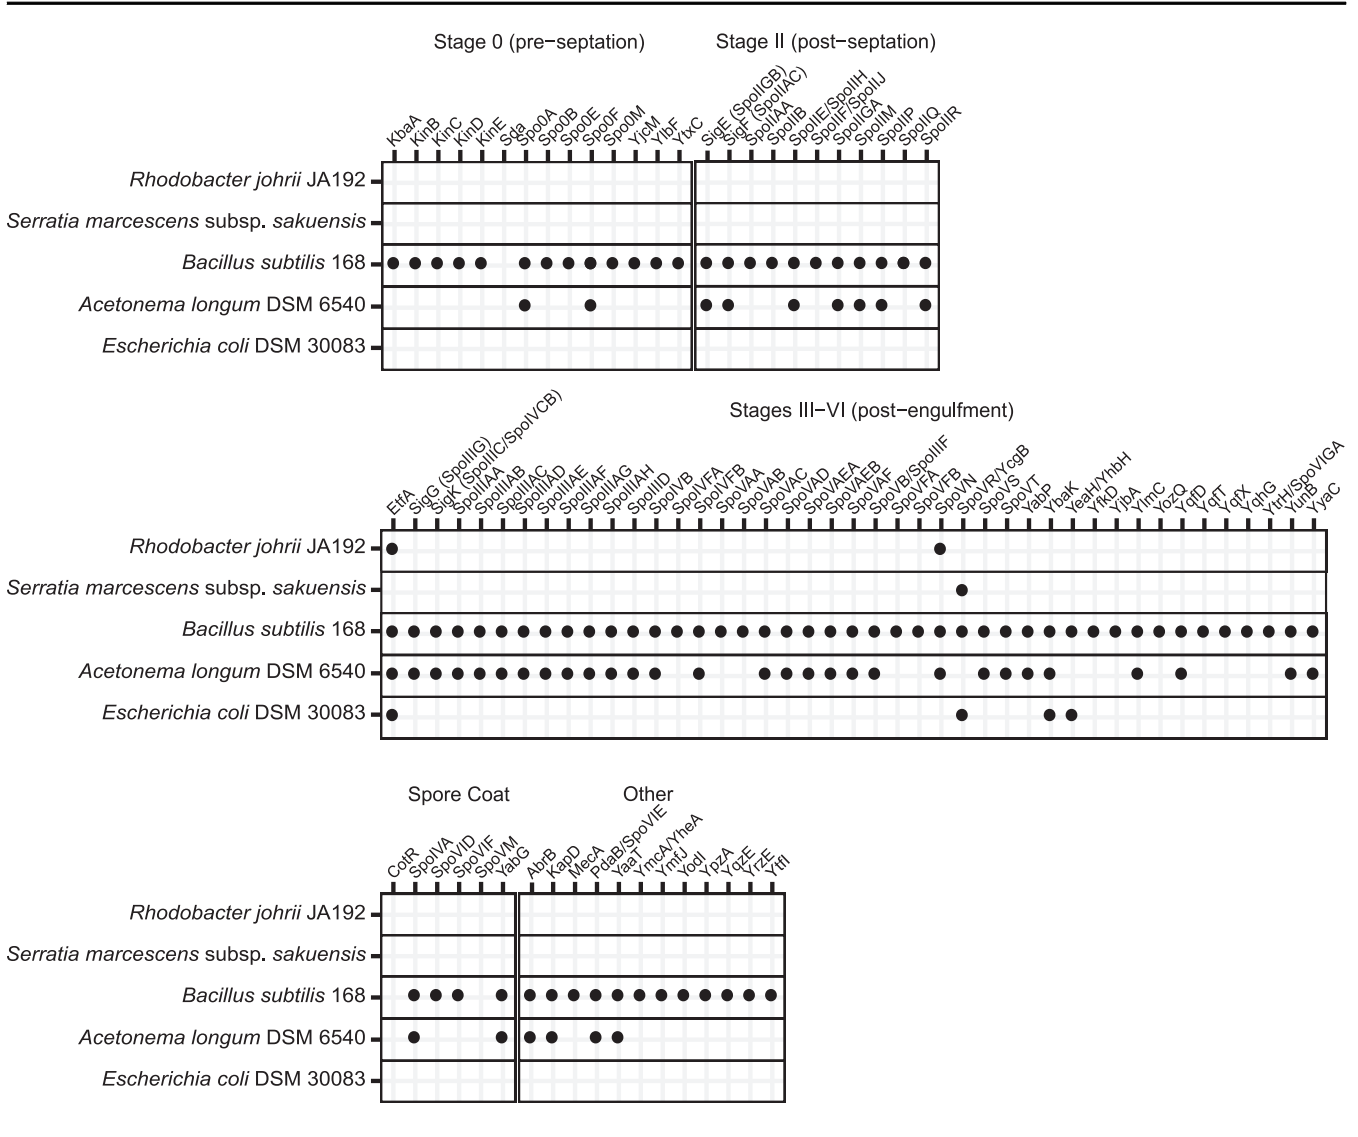 Stage 0 (pre−septation)
Stage II (post−septation)
KbaA KinB KinC KinD KinE Sda Spo0A Spo0B Spo0E Spo0F Spo0M YicM YlbF YtxC
SigE (SpoIIGB) SigF (SpoIIAC) SpoIIAA SpoIIB SpoIIE/SpoIIH SpoIIF/SpoIIJ SpoIIGA SpoIIM SpoIIP SpoIIQ SpoIIR
Rhodobacter johrii JA192
Serratia marcescens subsp. sakuensis
Bacillus subtilis 168
Acetonema longum DSM 6540
Escherichia coli DSM 30083
Stages III−VI (post−engulfment)
EtfA SigG (SpoIIIG) SigK (SpoIIIC/SpoIVCB) SpoIIIAA SpoIIIAB SpoIIIAC SpoIIIAD SpoIIIAE SpoIIIAF SpoIIIAG SpoIIIAH SpoIIID SpoIVB SpoIVFA SpoIVFB SpoVAA SpoVAB SpoVAC SpoVAD SpoVAEA SpoVAEB SpoVAF SpoVB/SpoIIIF SpoVFA SpoVFB SpoVN SpoVR/YcgB SpoVS SpoVT YabP YbaK YeaH/YhbH YfkD YjbA YlmC YozQ YqfD YqfT YqfX YqhG YtrH/SpoVIGA YunB YyaC
Rhodobacter johrii JA192
Serratia marcescens subsp. sakuensis
Bacillus subtilis 168
Acetonema longum DSM 6540
Escherichia coli DSM 30083
Spore Coat
Other
CotR SpoIVA SpoVID SpoVIF SpoVM YabG
AbrB KapD MecA PdaB/SpoVIE YaaT YmcA/YheA YmfJ YodI YpzA YqzE YrzE YtfI
Rhodobacter johrii JA192
Serratia marcescens subsp. sakuensis
Bacillus subtilis 168
Acetonema longum DSM 6540
Escherichia coli DSM 30083